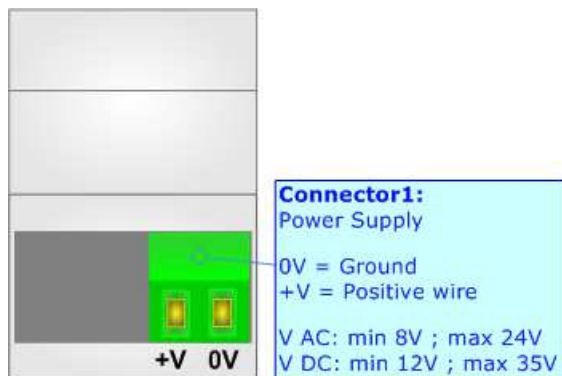 Connector1:
Power Supply
0V = Ground
+V = Positive wire
V AC: min 8V ; max 24V
V DC: min 12V ; max 35V
+V 0V